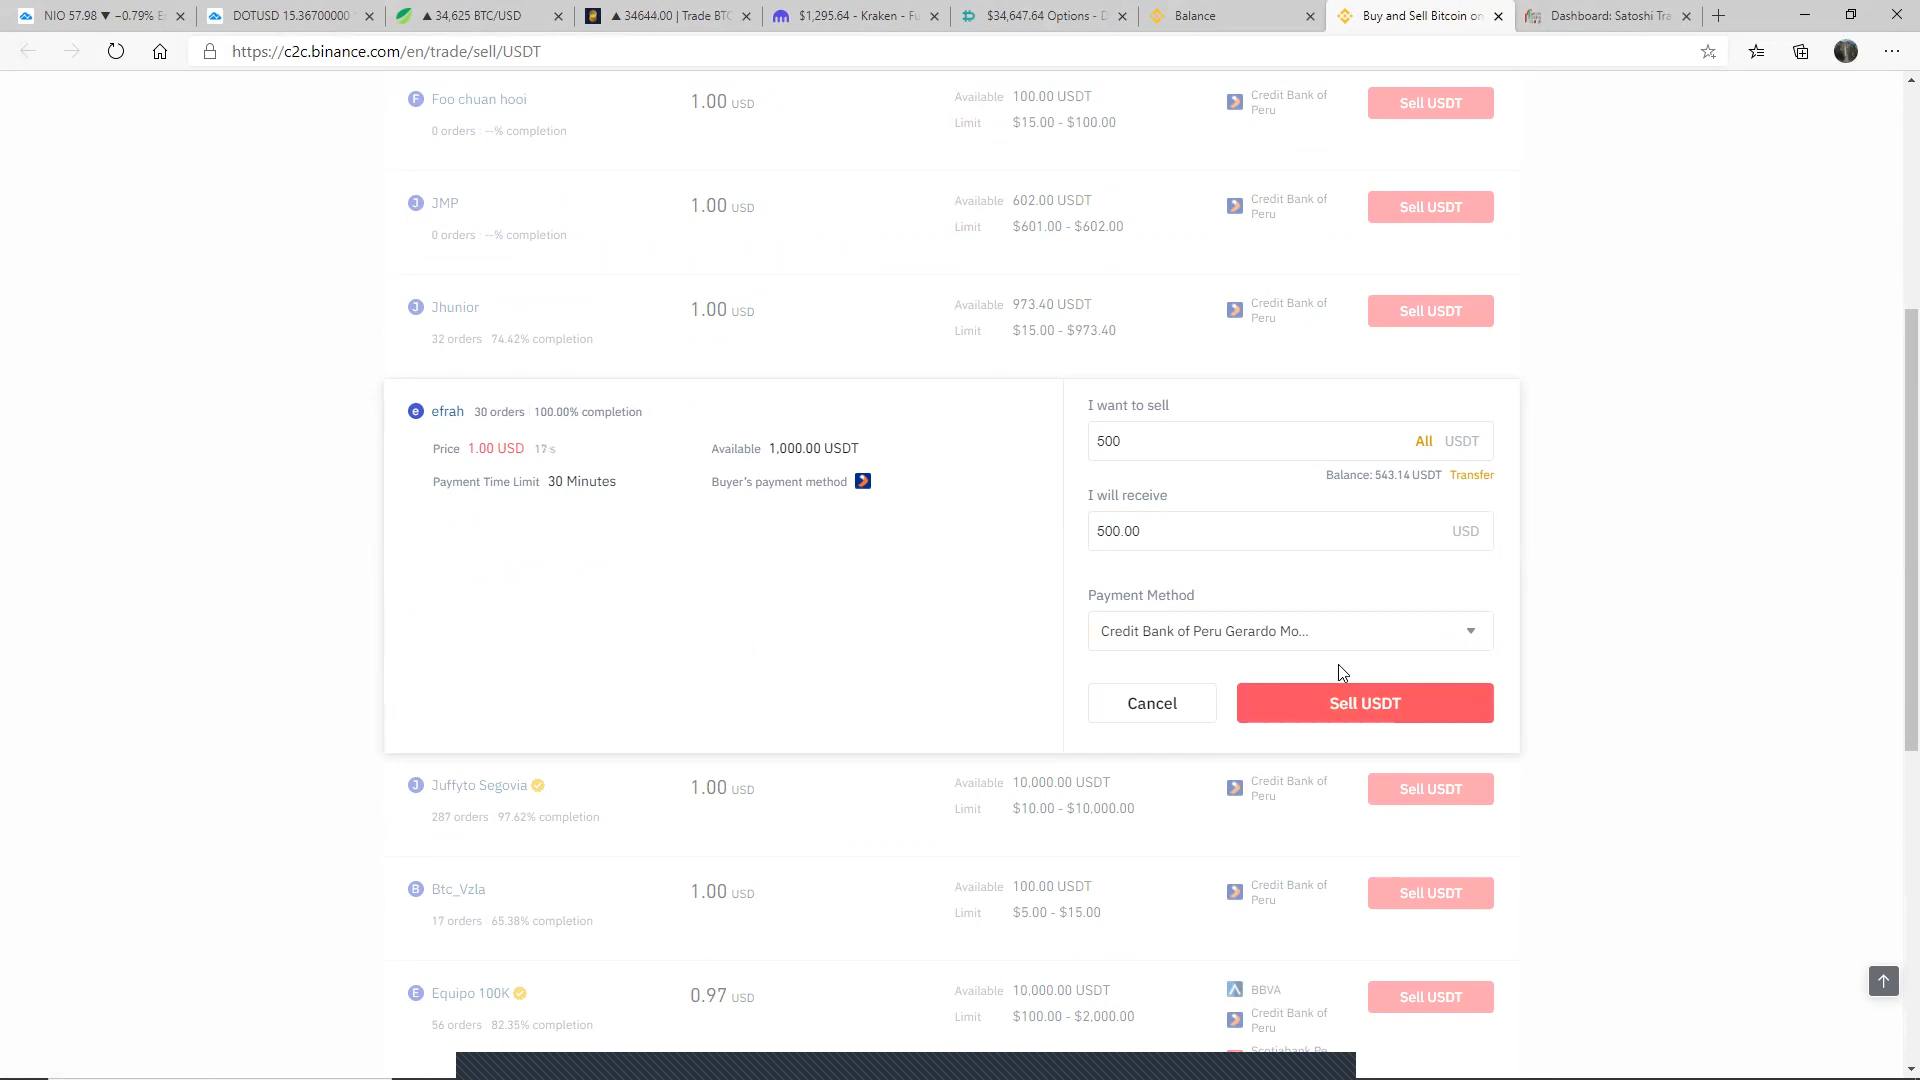 NIO 57.98 ▼ −0.79%
DOTUSD 15.36700000
▲ 34,625 BTC/USD
▲ 34644.00 | Trade BTC
$1,295.64 - Kraken - Fu
$34,647.64 Options - D
Balance
Buy and Sell Bitcoin on
Dashboard: Satoshi Tra
https://c2c.binance.com/en/trade/sell/USDT
F Foo chuan hooi 1.00 USD Available 100.00 USDT Credit Bank of Peru Sell USDT
0 orders --% completion Limit $15.00 - $100.00
J JMP 1.00 USD Available 602.00 USDT Credit Bank of Peru Sell USDT
0 orders --% completion Limit $601.00 - $602.00
J Jhunior 1.00 USD Available 973.40 USDT Credit Bank of Peru Sell USDT
32 orders 74.42% completion Limit $15.00 - $973.40
e efrah 30 orders 100.00% completion
Price 1.00 USD 17 s Available 1,000.00 USDT
Payment Time Limit 30 Minutes Buyer's payment method
I want to sell
500 All USDT
Balance: 543.14 USDT Transfer
I will receive
500.00 USD
Payment Method
Credit Bank of Peru Gerardo Mo...
Cancel Sell USDT
J Juffyto Segovia 1.00 USD Available 10,000.00 USDT Credit Bank of Peru Sell USDT
287 orders 97.62% completion Limit $10.00 - $10,000.00
B Btc_Vzla 1.00 USD Available 100.00 USDT Credit Bank of Peru Sell USDT
17 orders 65.38% completion Limit $5.00 - $15.00
E Equipo 100K 0.97 USD Available 10,000.00 USDT BBVA Sell USDT
56 orders 82.35% completion Limit $100.00 - $2,000.00 Credit Bank of Peru
Scotiabank Pe